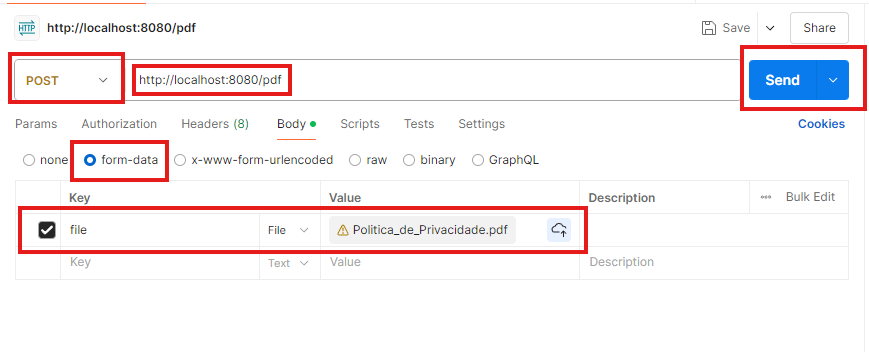 HTTP http://localhost:8080/pdf Save Share
POST http://localhost:8080/pdf Send
Params Authorization Headers (8) Body Scripts Tests Settings Cookies
none form-data x-www-form-urlencoded raw binary GraphQL
Key Value Description Bulk Edit
file File Politica_de_Privacidade.pdf
Key Text Value Description